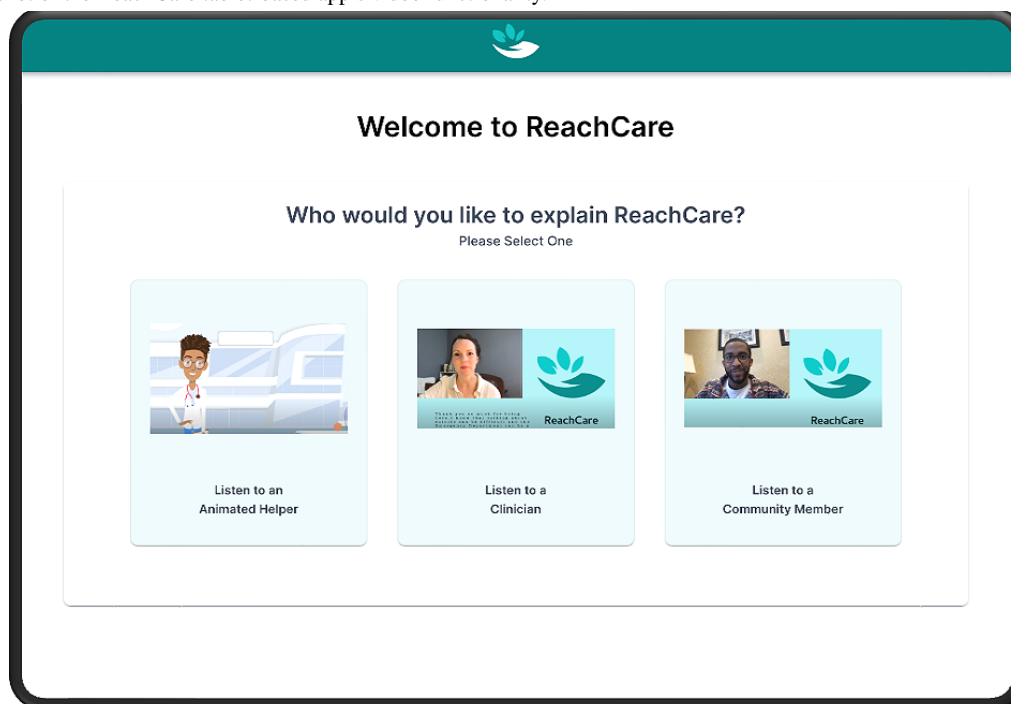 Welcome to ReachCare
Who would you like to explain ReachCare?
Please Select One
ReachCare
ReachCare
Listen to an
Animated Helper
Listen to a
Clinician
Listen to a
Community Member